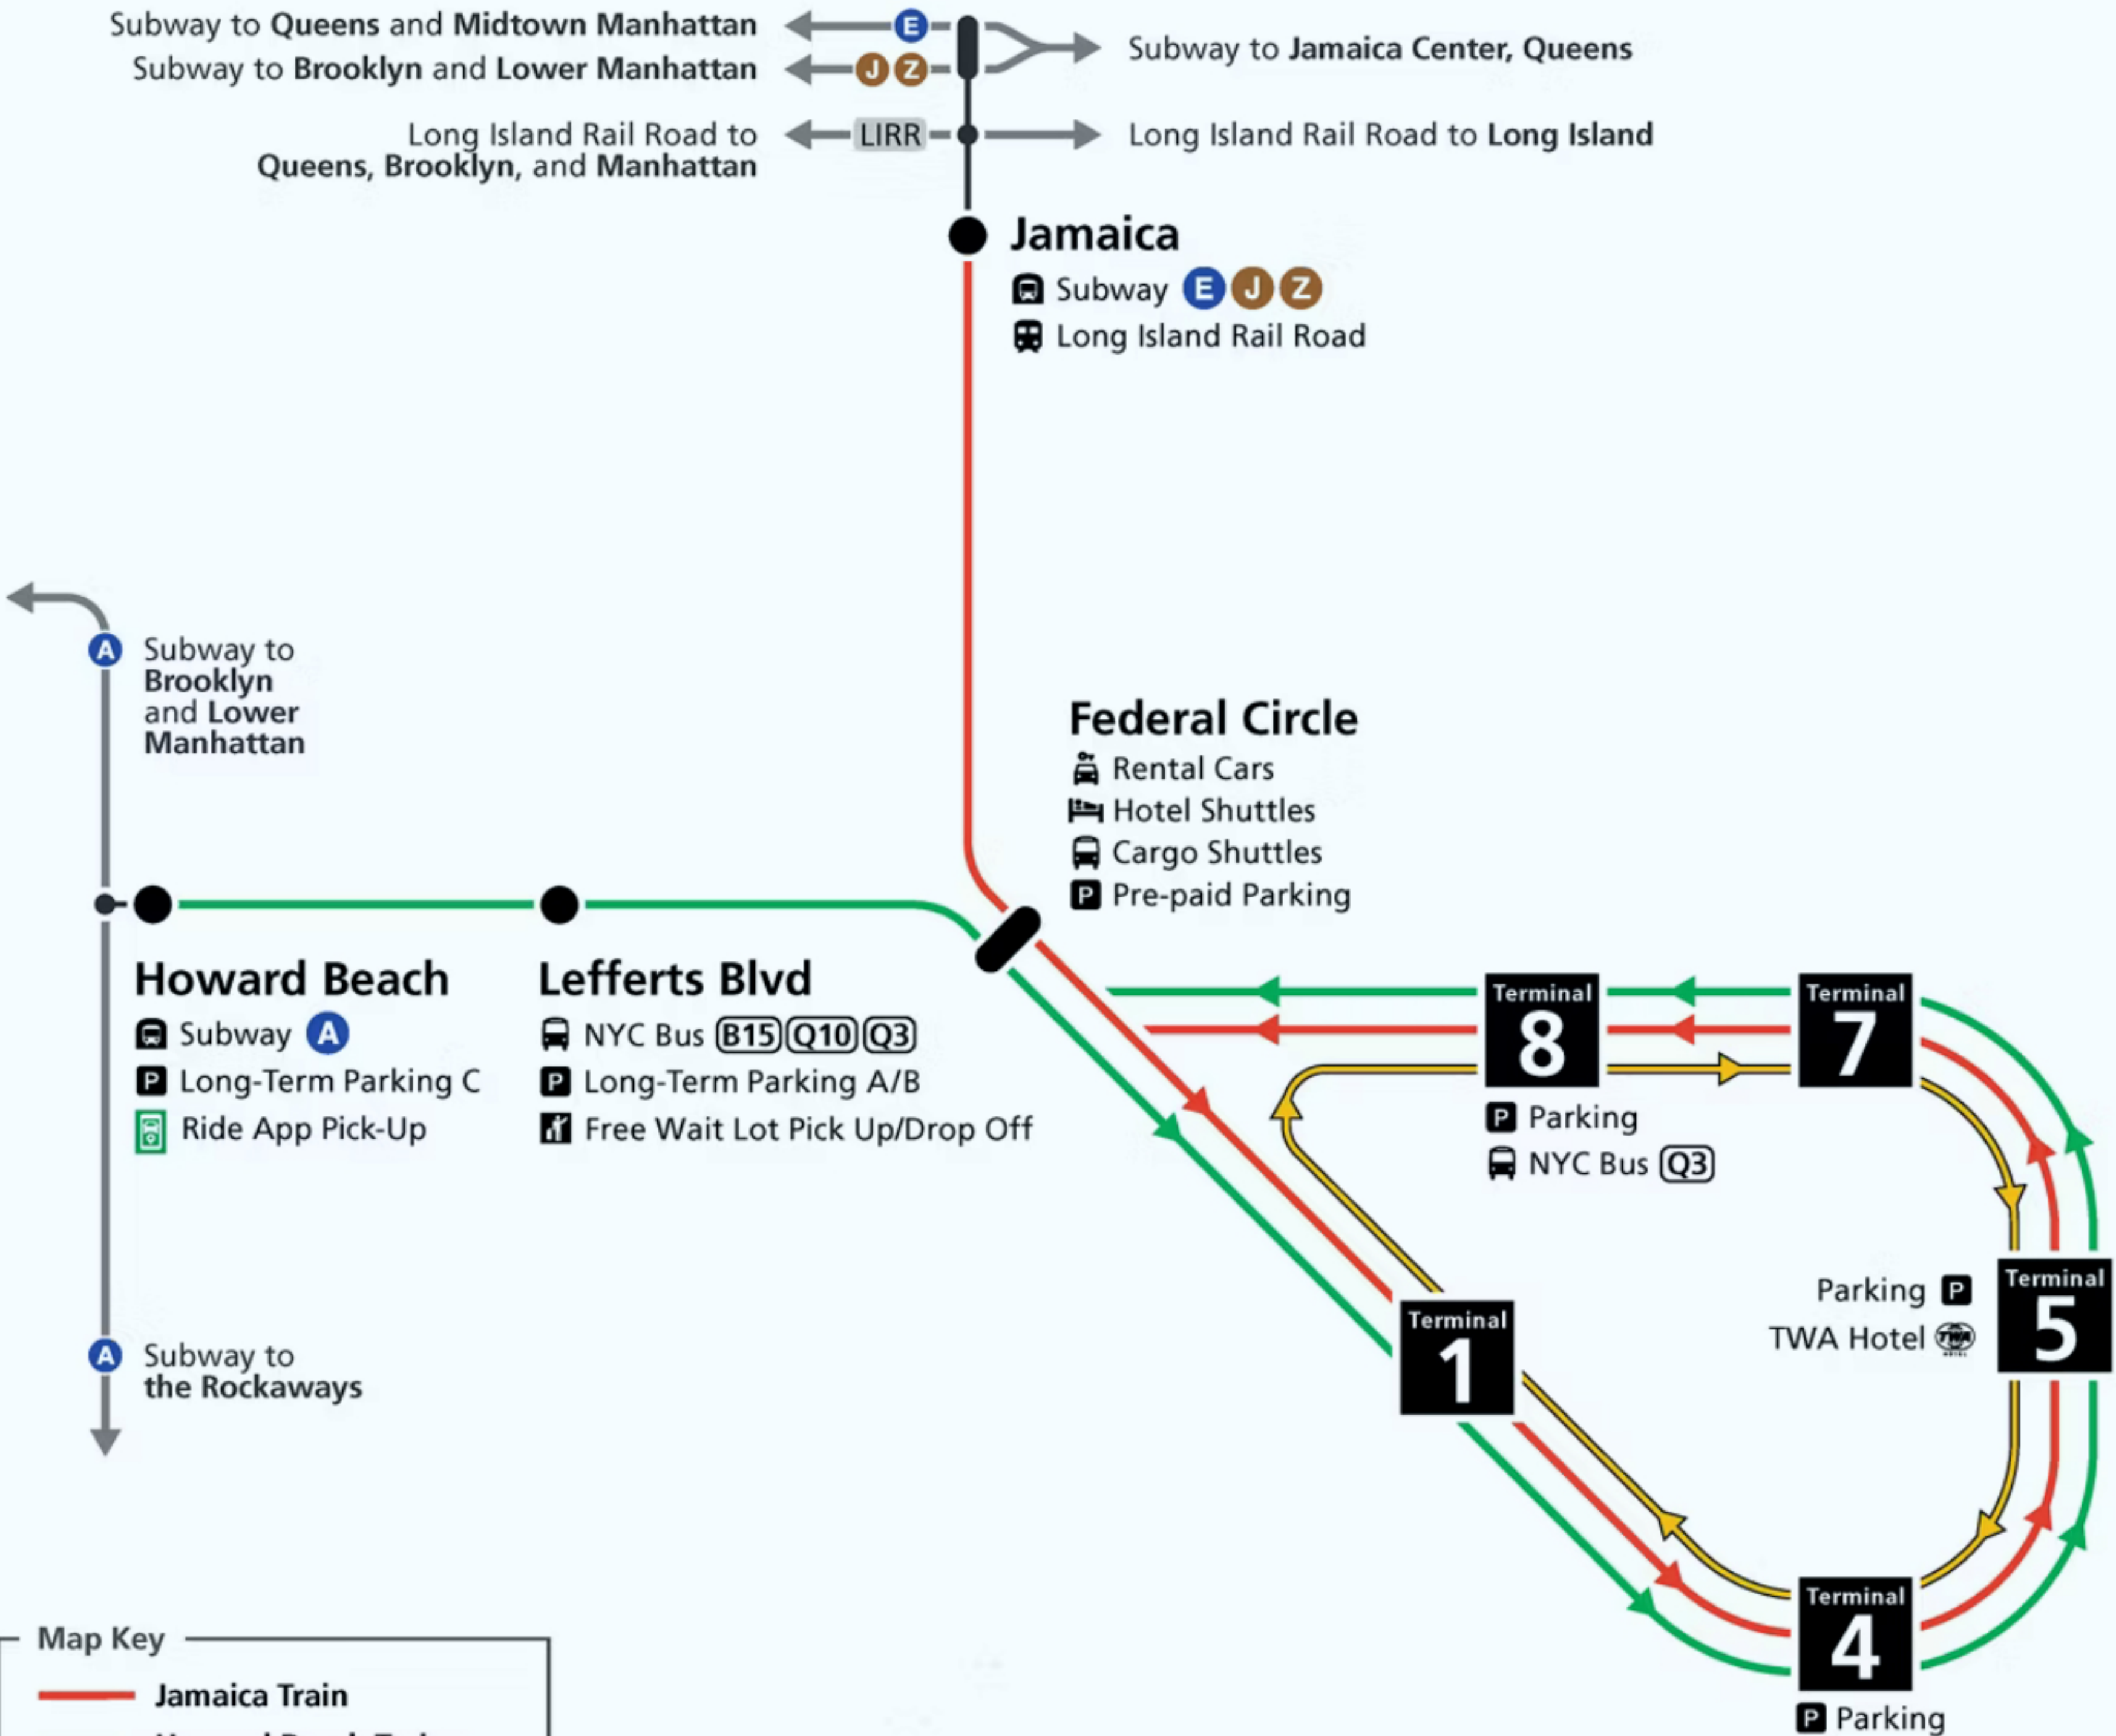 Subway to Queens and Midtown Manhattan
E
Subway to Brooklyn and Lower Manhattan
J Z
Subway to Jamaica Center, Queens
Long Island Rail Road to
Queens, Brooklyn, and Manhattan
LIRR
Long Island Rail Road to Long Island
Jamaica
Subway E J Z
Long Island Rail Road
A
Subway to
Brooklyn
and Lower
Manhattan
Federal Circle
Rental Cars
Hotel Shuttles
Cargo Shuttles
P Pre-paid Parking
Howard Beach
Subway A
P Long-Term Parking C
Ride App Pick-Up
Lefferts Blvd
NYC Bus B15 Q10 Q3
P Long-Term Parking A/B
Free Wait Lot Pick Up/Drop Off
Terminal
8
P Parking
NYC Bus Q3
Terminal
7
Terminal
5
Parking P
TWA Hotel TWA
Terminal
1
A
Subway to
the Rockaways
Terminal
4
P Parking
Map Key
Jamaica Train